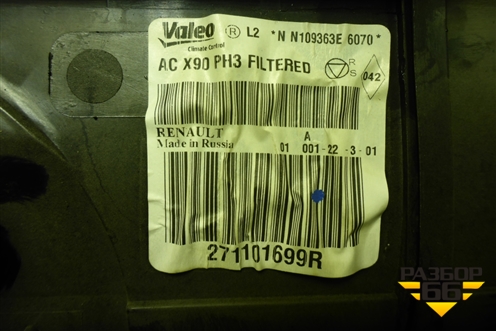 Valeo ® L2 *N N109363E 6070*
Climate Control
AC X90 PH3 FILTERED R S 042
RENAULT A
Made in Russia 01 001-22 -3-01
271101699R
РАЗБОР
66